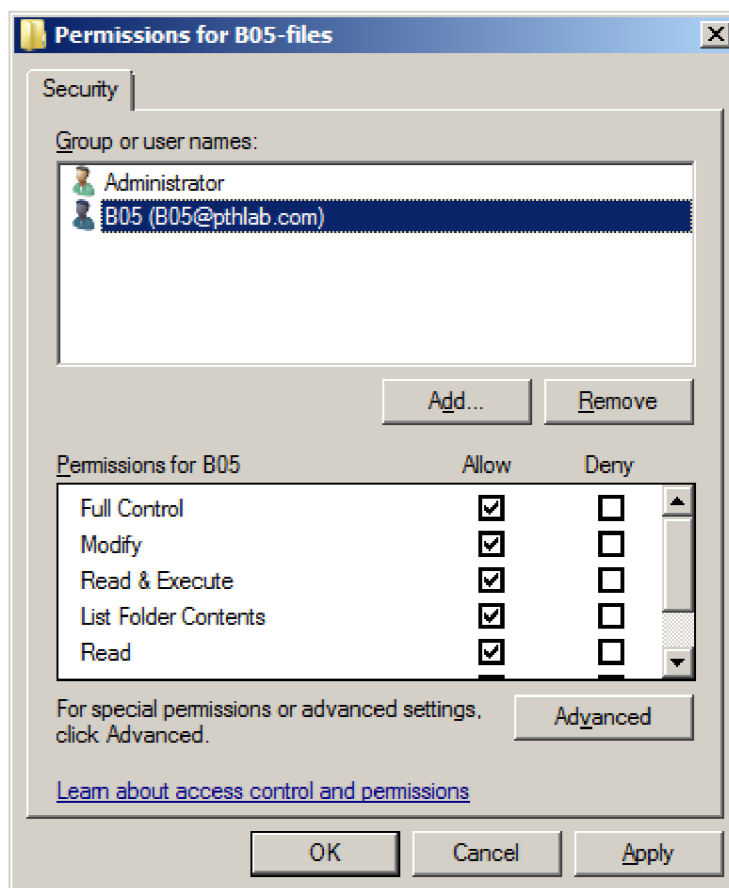 Permissions for B05-files
Security
Group or user names:
Administrator
B05 (B05@pthlab.com)
Add...
Remove
Permissions for B05
Allow
Deny
Full Control
Modify
Read & Execute
List Folder Contents
Read
For special permissions or advanced settings,
click Advanced.
Advanced
Learn about access control and permissions
OK
Cancel
Apply